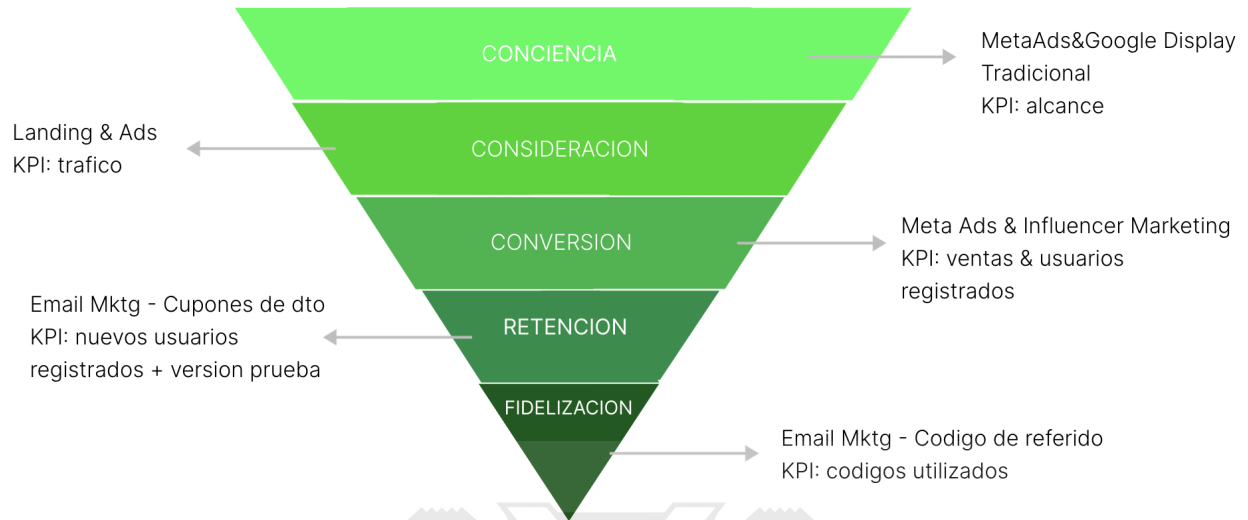 CONCIENCIA
MetaAds&Google Display
Tradicional
KPI: alcance
Landing & Ads
KPI: trafico
CONSIDERACION
CONVERSION
Meta Ads & Influencer Marketing
KPI: ventas & usuarios
registrados
Email Mktg - Cupones de dto
KPI: nuevos usuarios
registrados + version prueba
RETENCION
FIDELIZACION
Email Mktg - Codigo de referido
KPI: codigos utilizados